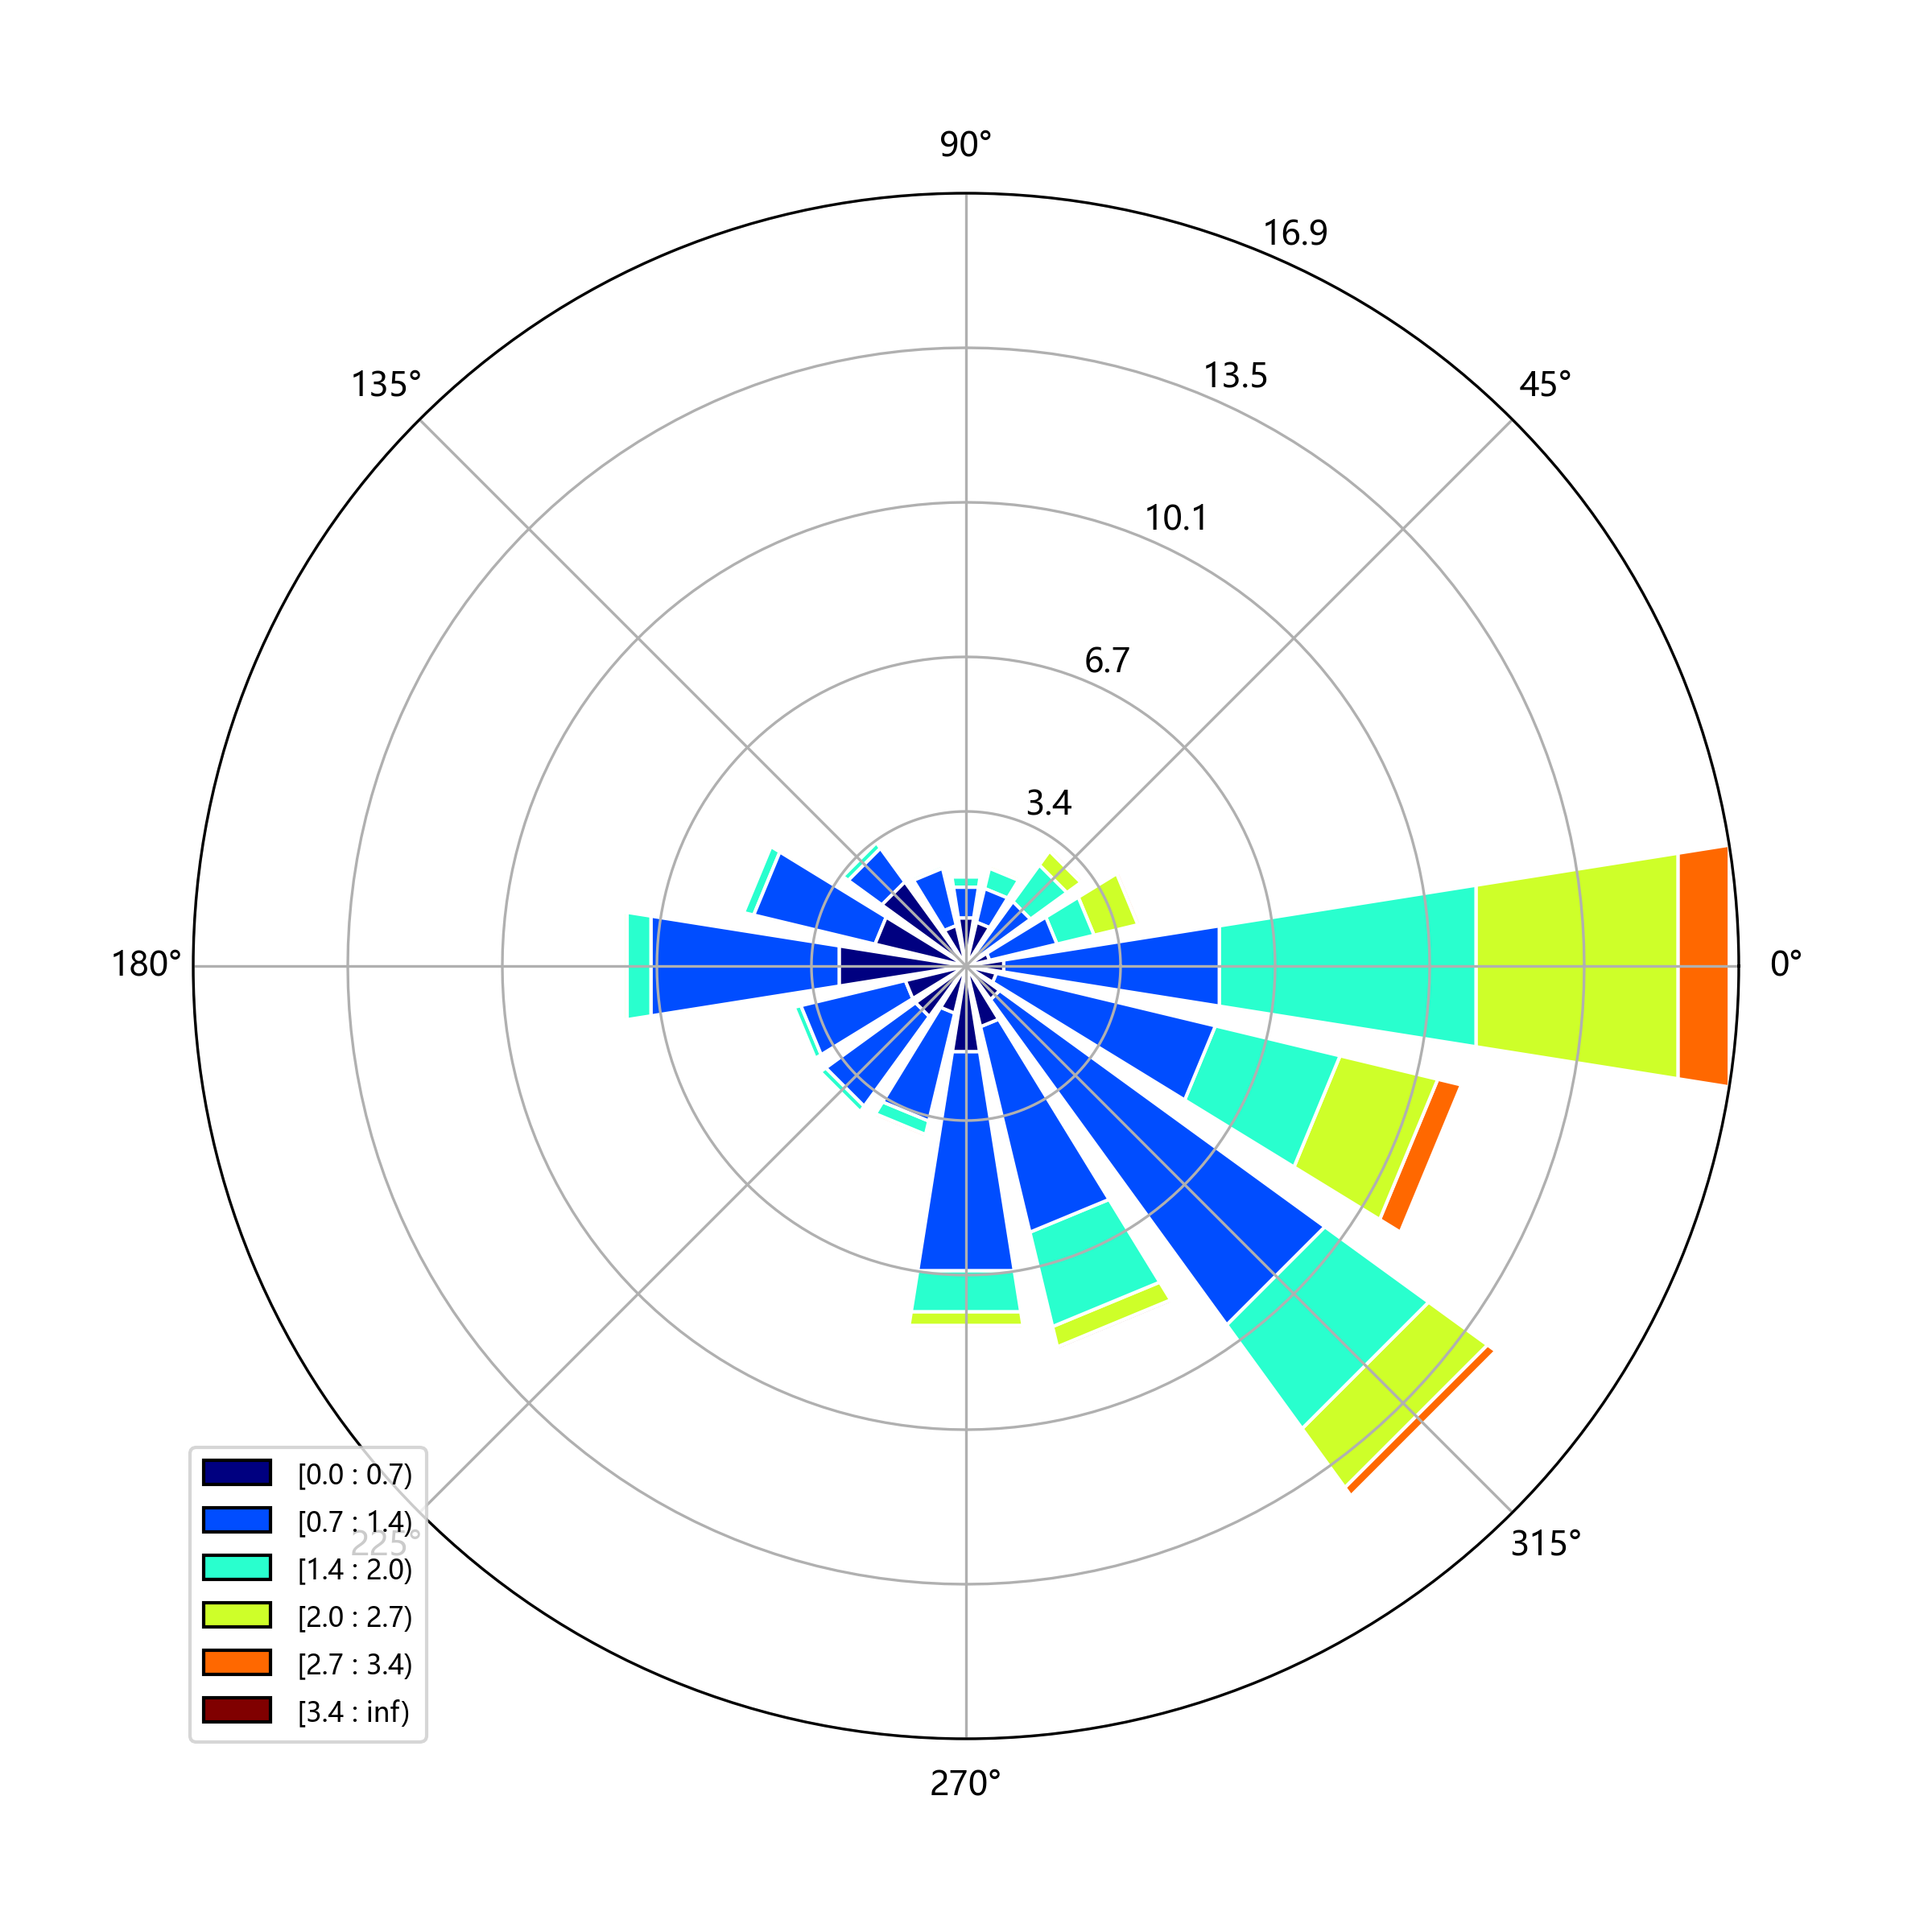 90°
16.9
13.5
135°
45°
10.1
6.7
3.4
180°
0°
[0.0 : 0.7)
[0.7 : 1.4)
225°
315°
[1.4 : 2.0)
[2.0 : 2.7)
[2.7 : 3.4)
[3.4 : inf)
270°